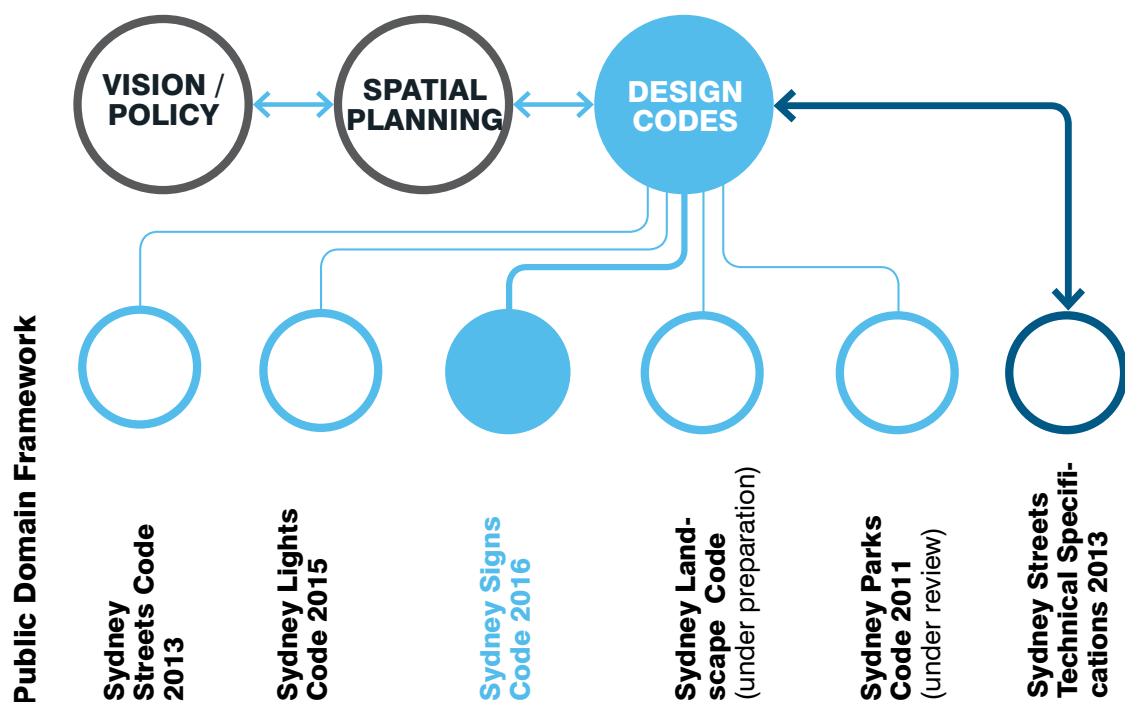 VISION /
POLICY
SPATIAL
PLANNING
DESIGN
CODES
Public Domain Framework
Sydney
Streets Code
2013
Sydney Lights
Code 2015
Sydney Signs
Code 2016
Sydney Land-
scape Code
(under preparation)
Sydney Parks
Code 2011
(under review)
Sydney Streets
Technical Specifi-
cations 2013